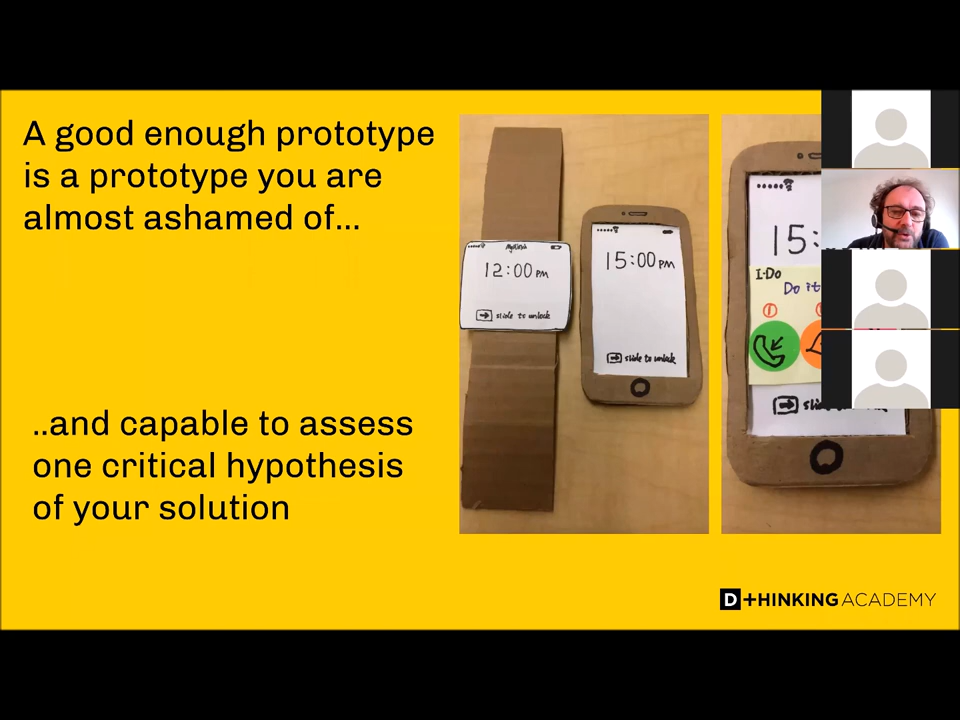 A good enough prototype
is a prototype you are
almost ashamed of...
..and capable to assess
one critical hypothesis
of your solution
12:00 PM
slide to unlock
15:00 PM
slide to unlock
15:
I-Do
Do it
D+HINKING ACADEMY